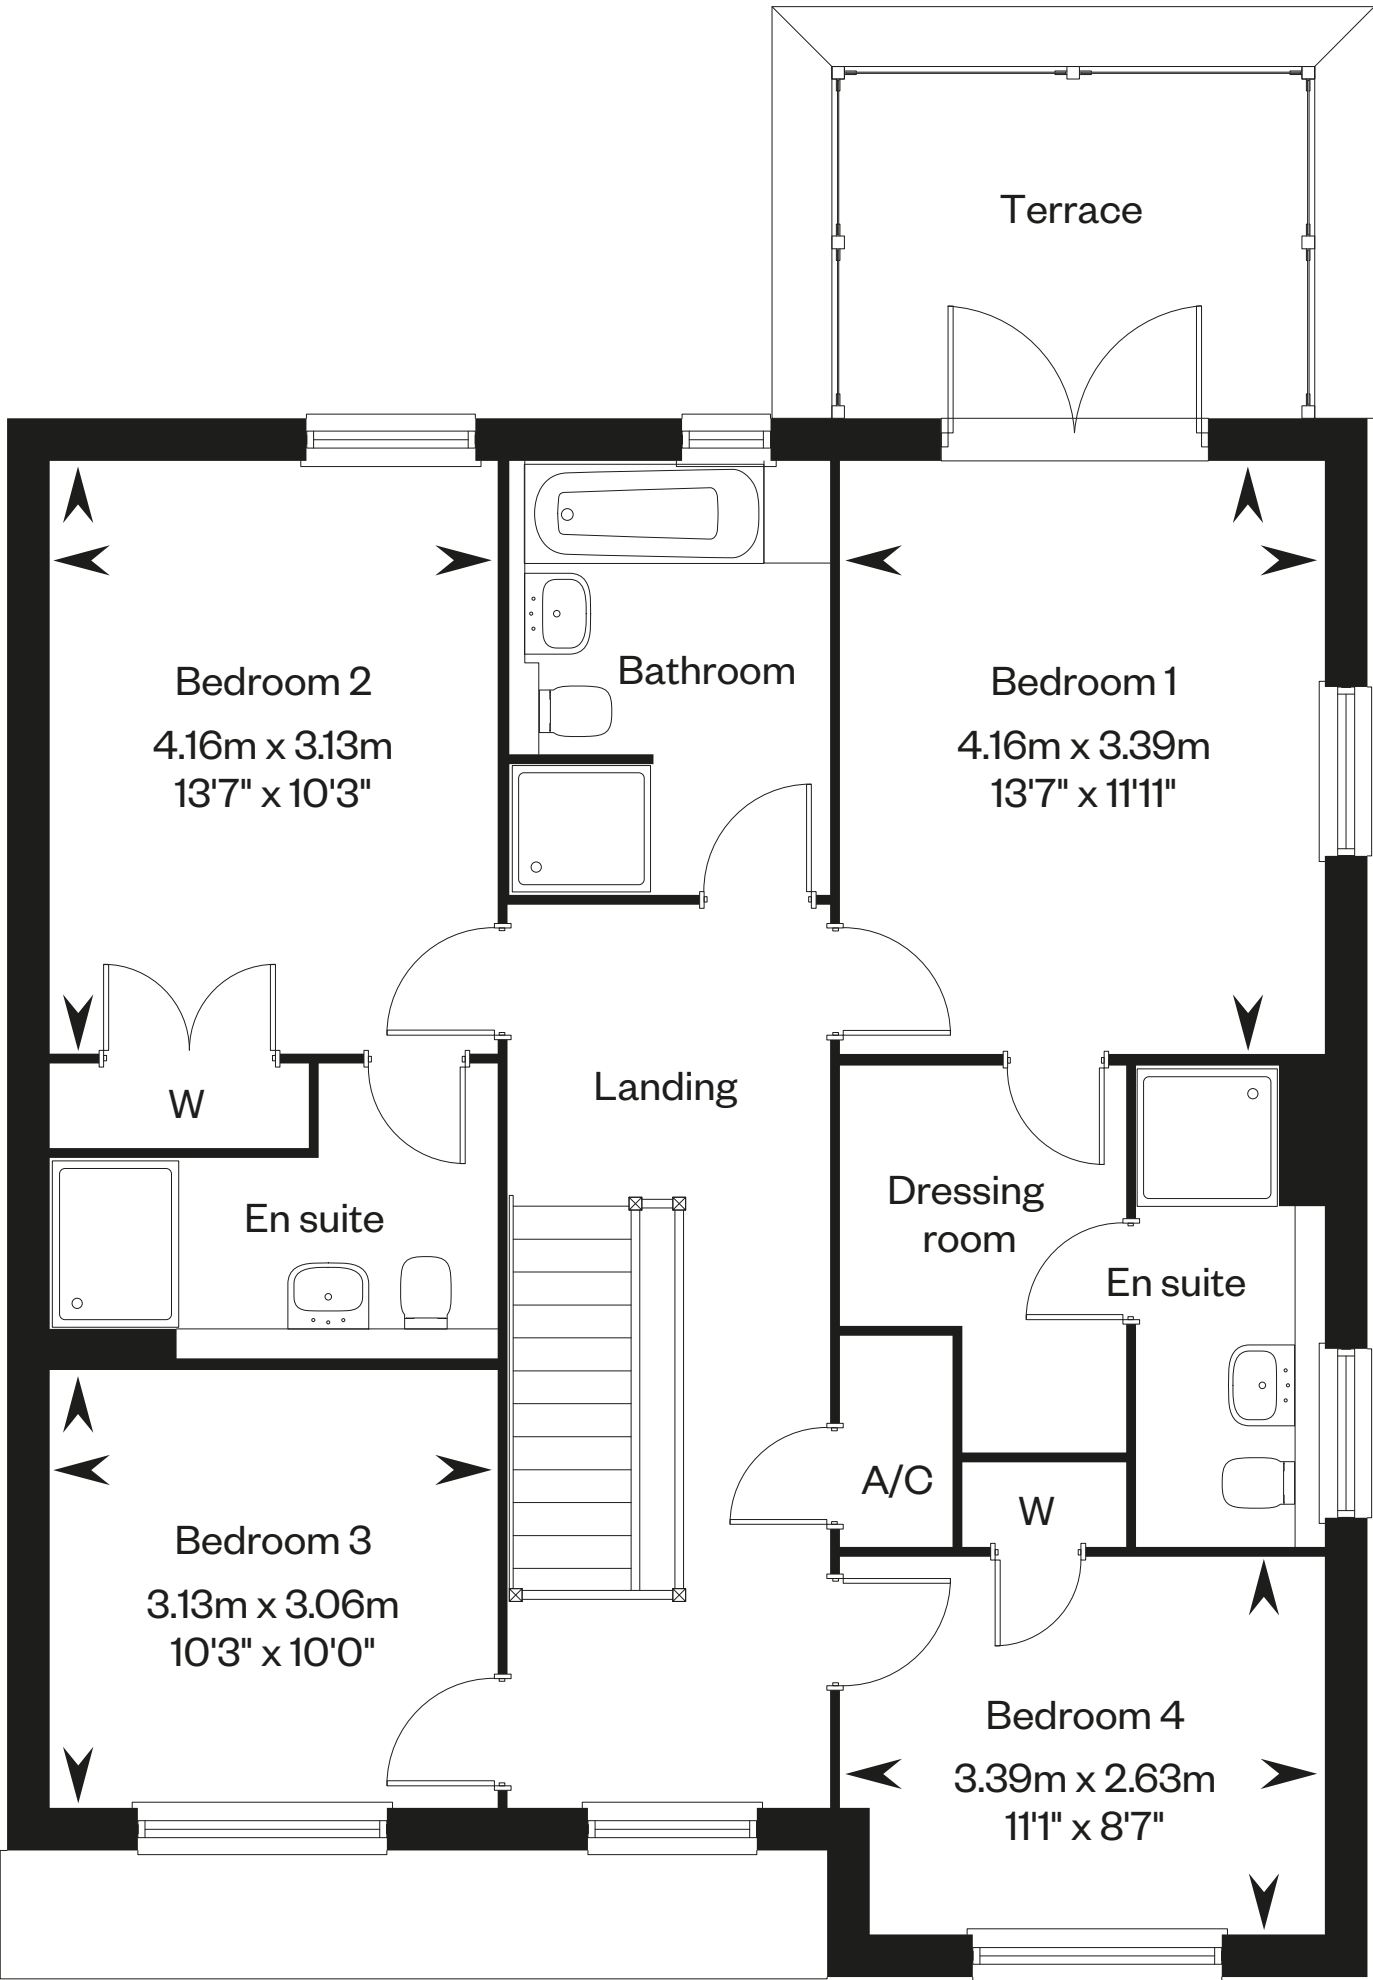 Terrace
Bedroom 2
4.16m x 3.13m
13'7" x 10'3"
Bathroom
Bedroom 1
4.16m x 3.39m
13'7" x 11'11"
W
Landing
En suite
Dressing
room
En suite
A/C
W
Bedroom 3
3.13m x 3.06m
10'3" x 10'0"
Bedroom 4
3.39m x 2.63m
11'1" x 8'7"